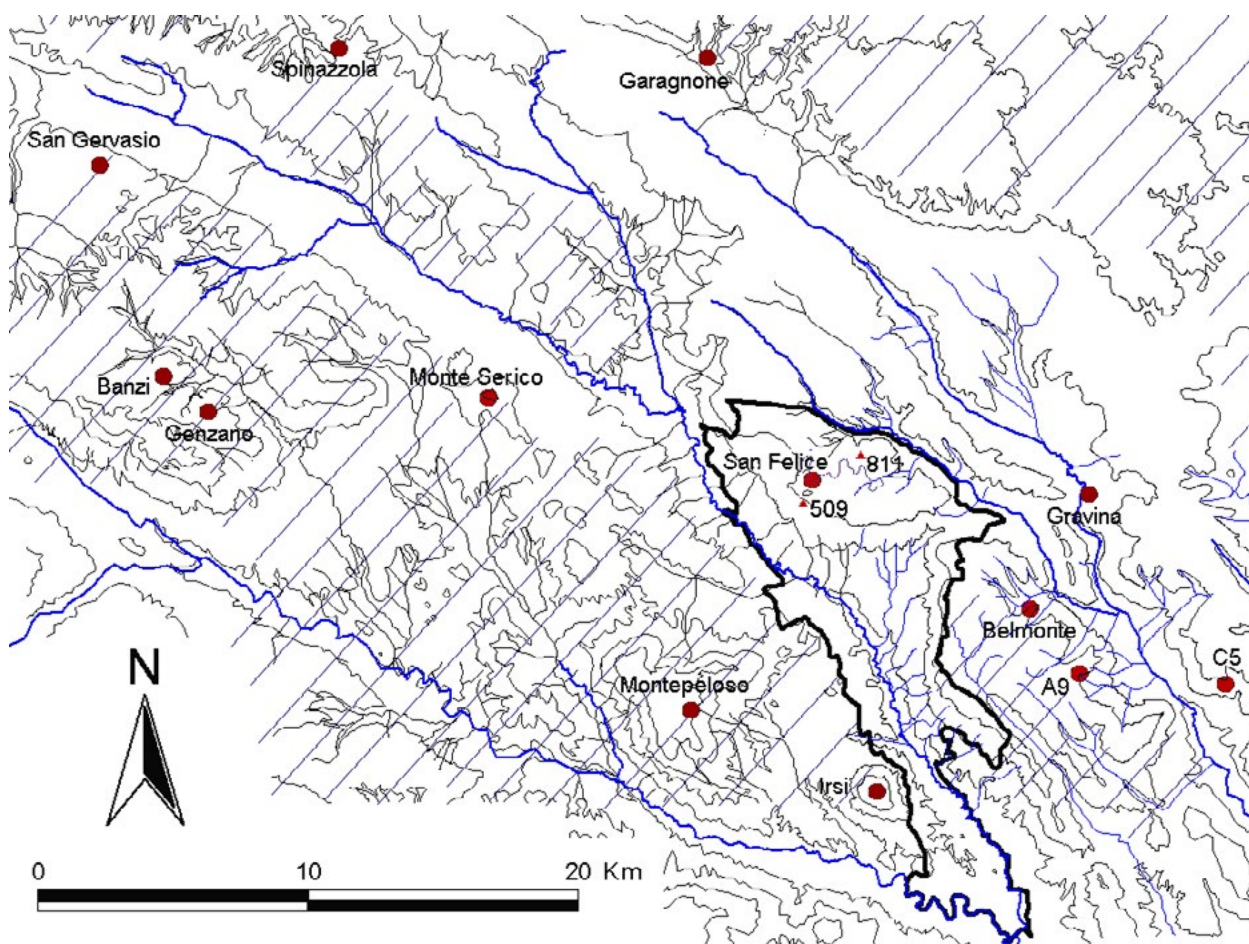 Spinazzola
Garagnone
San Gervasio
Banzi
Monte Serico
Genzano
San Felice
811
509
Gravina
Belmonte
C5
A9
Montepeloso
Irsi
N
0 10 20 Km